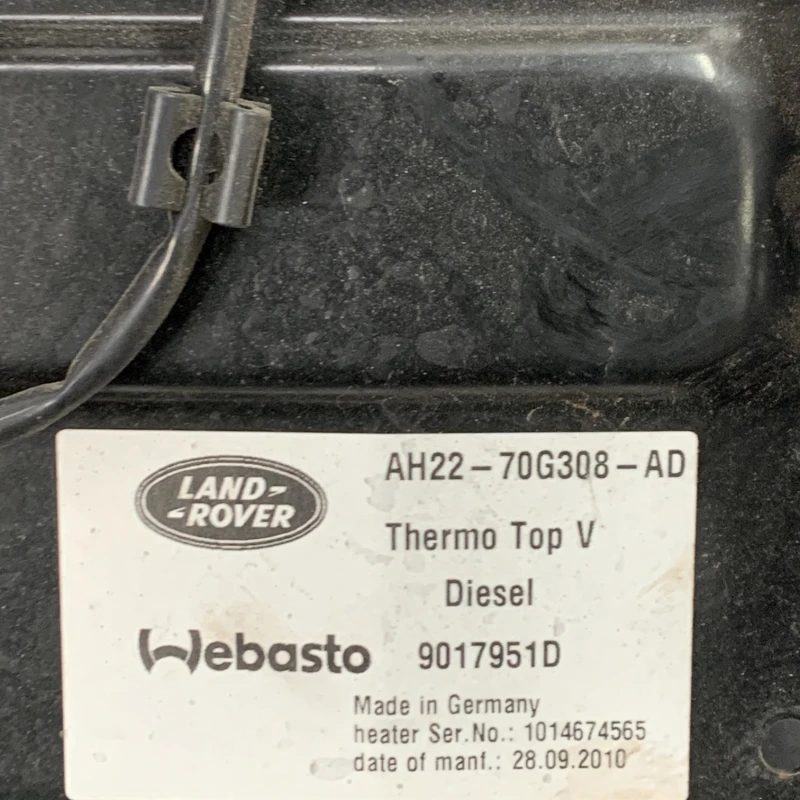 LAND-
-ROVER
AH22-70G308-AD
Thermo Top V
Diesel
Webasto 9017951D
Made in Germany
heater Ser.No.: 1014674565
date of manf.: 28.09.2010